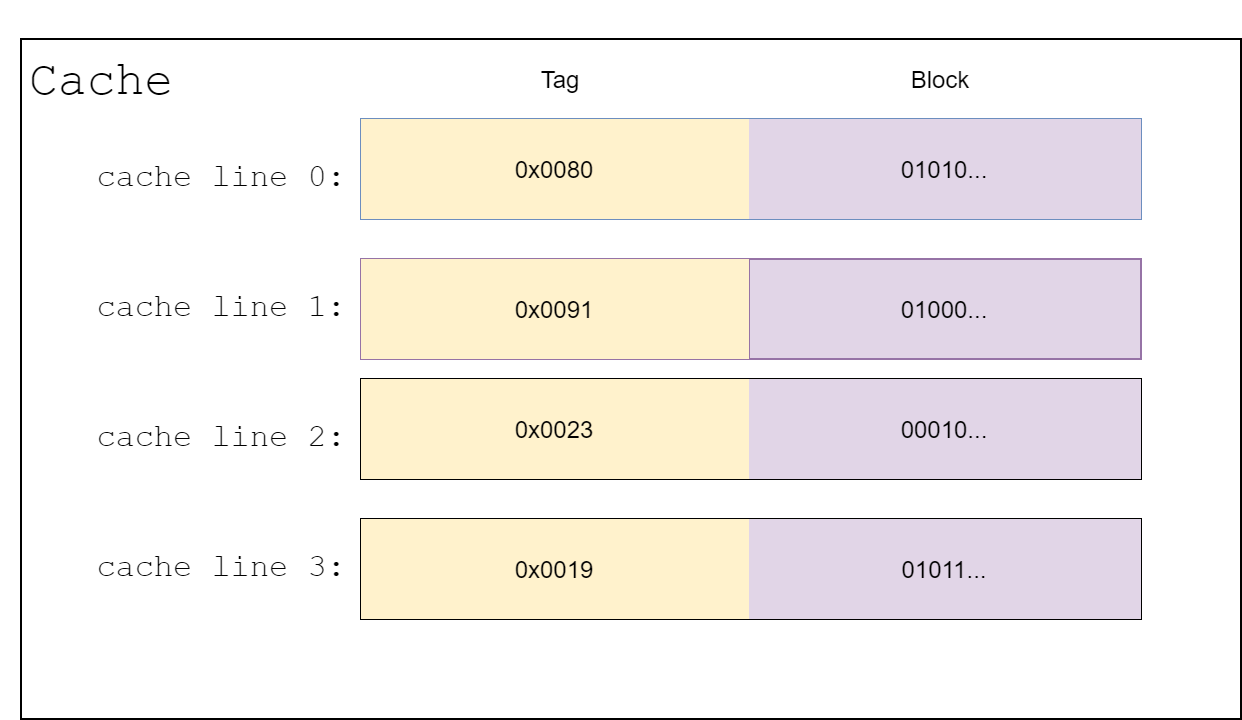 Cache
Tag
Block
cache line 0:
0x0080
01010...
cache line 1:
0x0091
01000...
cache line 2:
0x0023
00010...
cache line 3:
0x0019
01011...